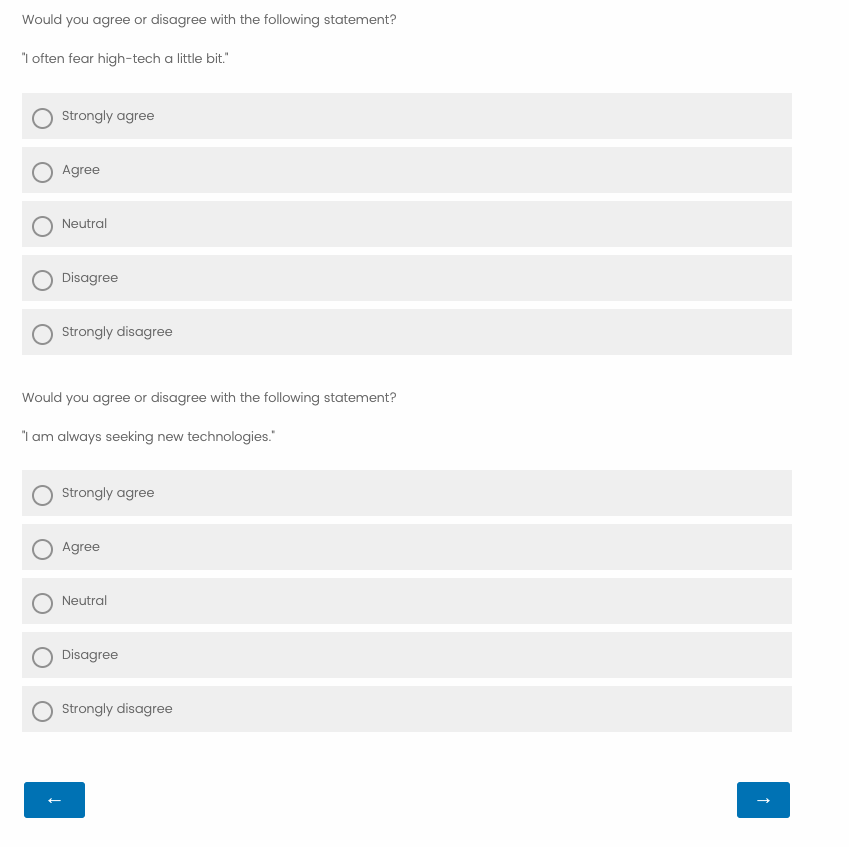 Would you agree or disagree with the following statement?
"I often fear high-tech a little bit."
Strongly agree
Agree
Neutral
Disagree
Strongly disagree
Would you agree or disagree with the following statement?
"I am always seeking new technologies."
Strongly agree
Agree
Neutral
Disagree
Strongly disagree
← →